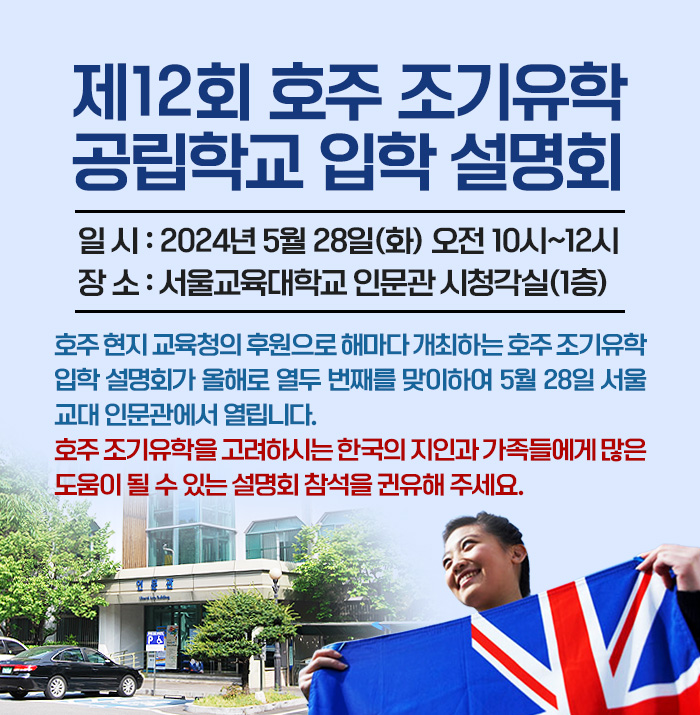 제12회 호주 조기유학
공립학교 입학 설명회
일 시 : 2024년 5월 28일(화) 오전 10시~12시
장 소 : 서울교육대학교 인문관 시청각실(1층)
호주 현지 교육청의 후원으로 해마다 개최하는 호주 조기유학
입학 설명회가 올해로 열두 번째를 맞이하여 5월 28일 서울
교대 인문관에서 열립니다.
호주 조기유학을 고려하시는 한국의 지인과 가족들에게 많은
도움이 될 수 있는 설명회 참석을 권유해 주세요.
인 문 관
P